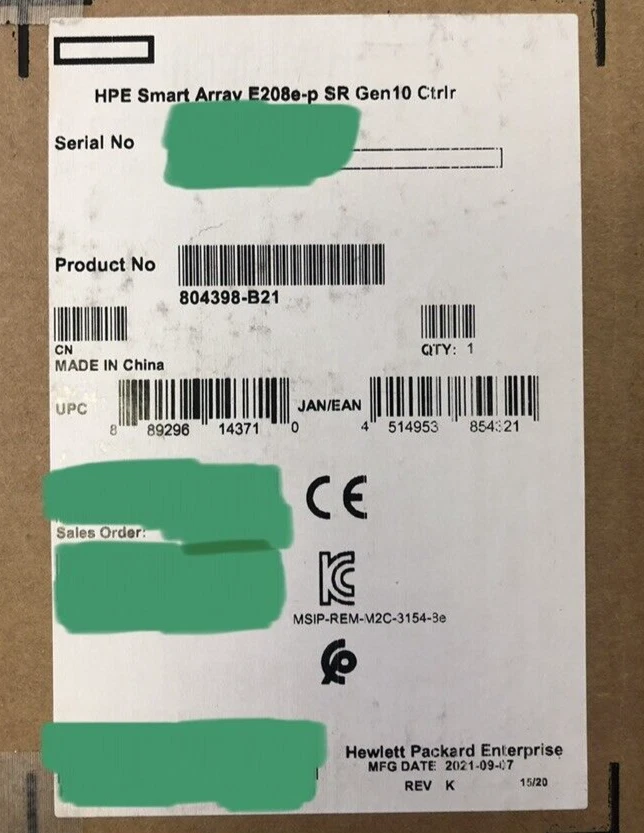 HPE Smart Array E208e-p SR Gen10 Ctrlr
Serial No
Product No
804398-B21
CN
QTY: 1
MADE IN China
UPC
8 89296 14371 0
JAN/EAN
4 514953
CE
Sales Order:
MSIP-REM-M2C-3154-8e
Hewlett Packard Enterprise
MFG DATE 2021-09-07
REV K 15/20